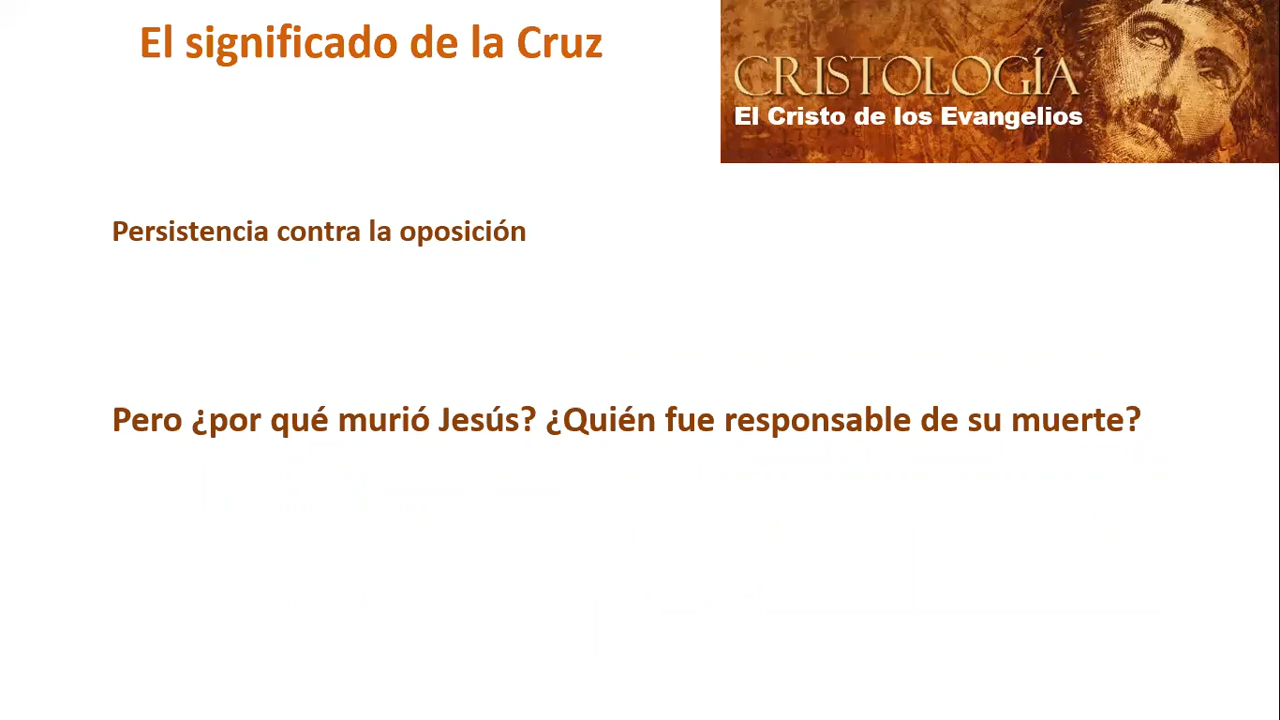 El significado de la Cruz
CRISTOLOGÍA
El Cristo de los Evangelios
Persistencia contra la oposición
Pero ¿por qué murió Jesús? ¿Quién fue responsable de su muerte?